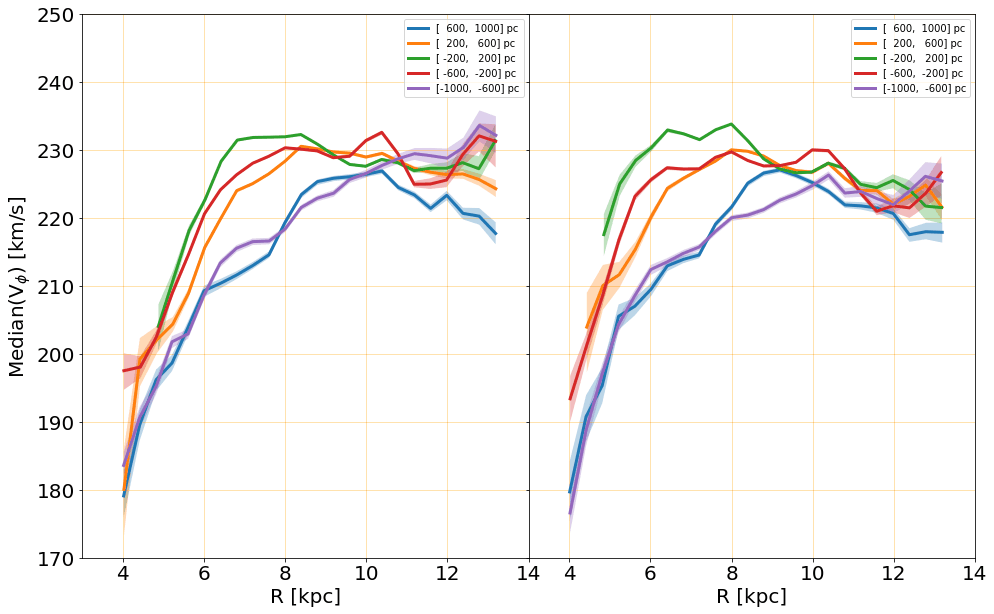 250
240
230
220
210
200
190
180
170
Median(V_ϕ) [km/s]
[  600,  1000] pc
[  200,   600] pc
[ -200,   200] pc
[ -600,  -200] pc
[-1000,  -600] pc
4 6 8 10 12 14
R [kpc]
[  600,  1000] pc
[  200,   600] pc
[ -200,   200] pc
[ -600,  -200] pc
[-1000,  -600] pc
4 6 8 10 12 14
R [kpc]